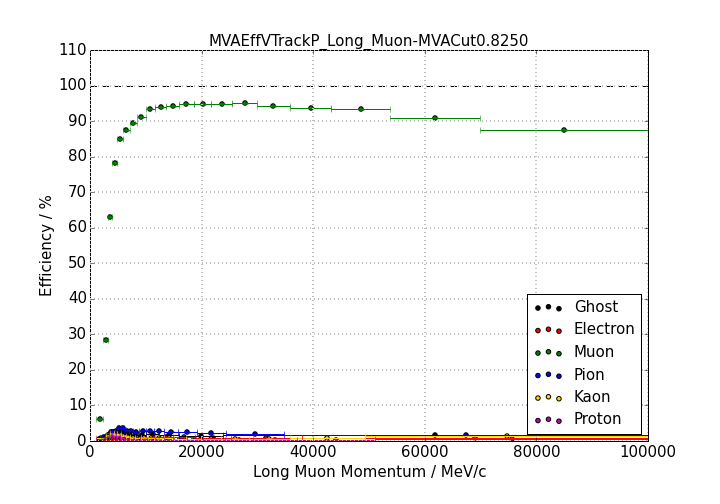 MVAEffVTrackP_Long_Muon-MVACut0.8250
110
100
90
80
70
60
50
40
30
20
10
0
Efficiency / %
0 20000 40000 60000 80000 100000
Long Muon Momentum / MeV/c
Ghost
Electron
Muon
Pion
Kaon
Proton